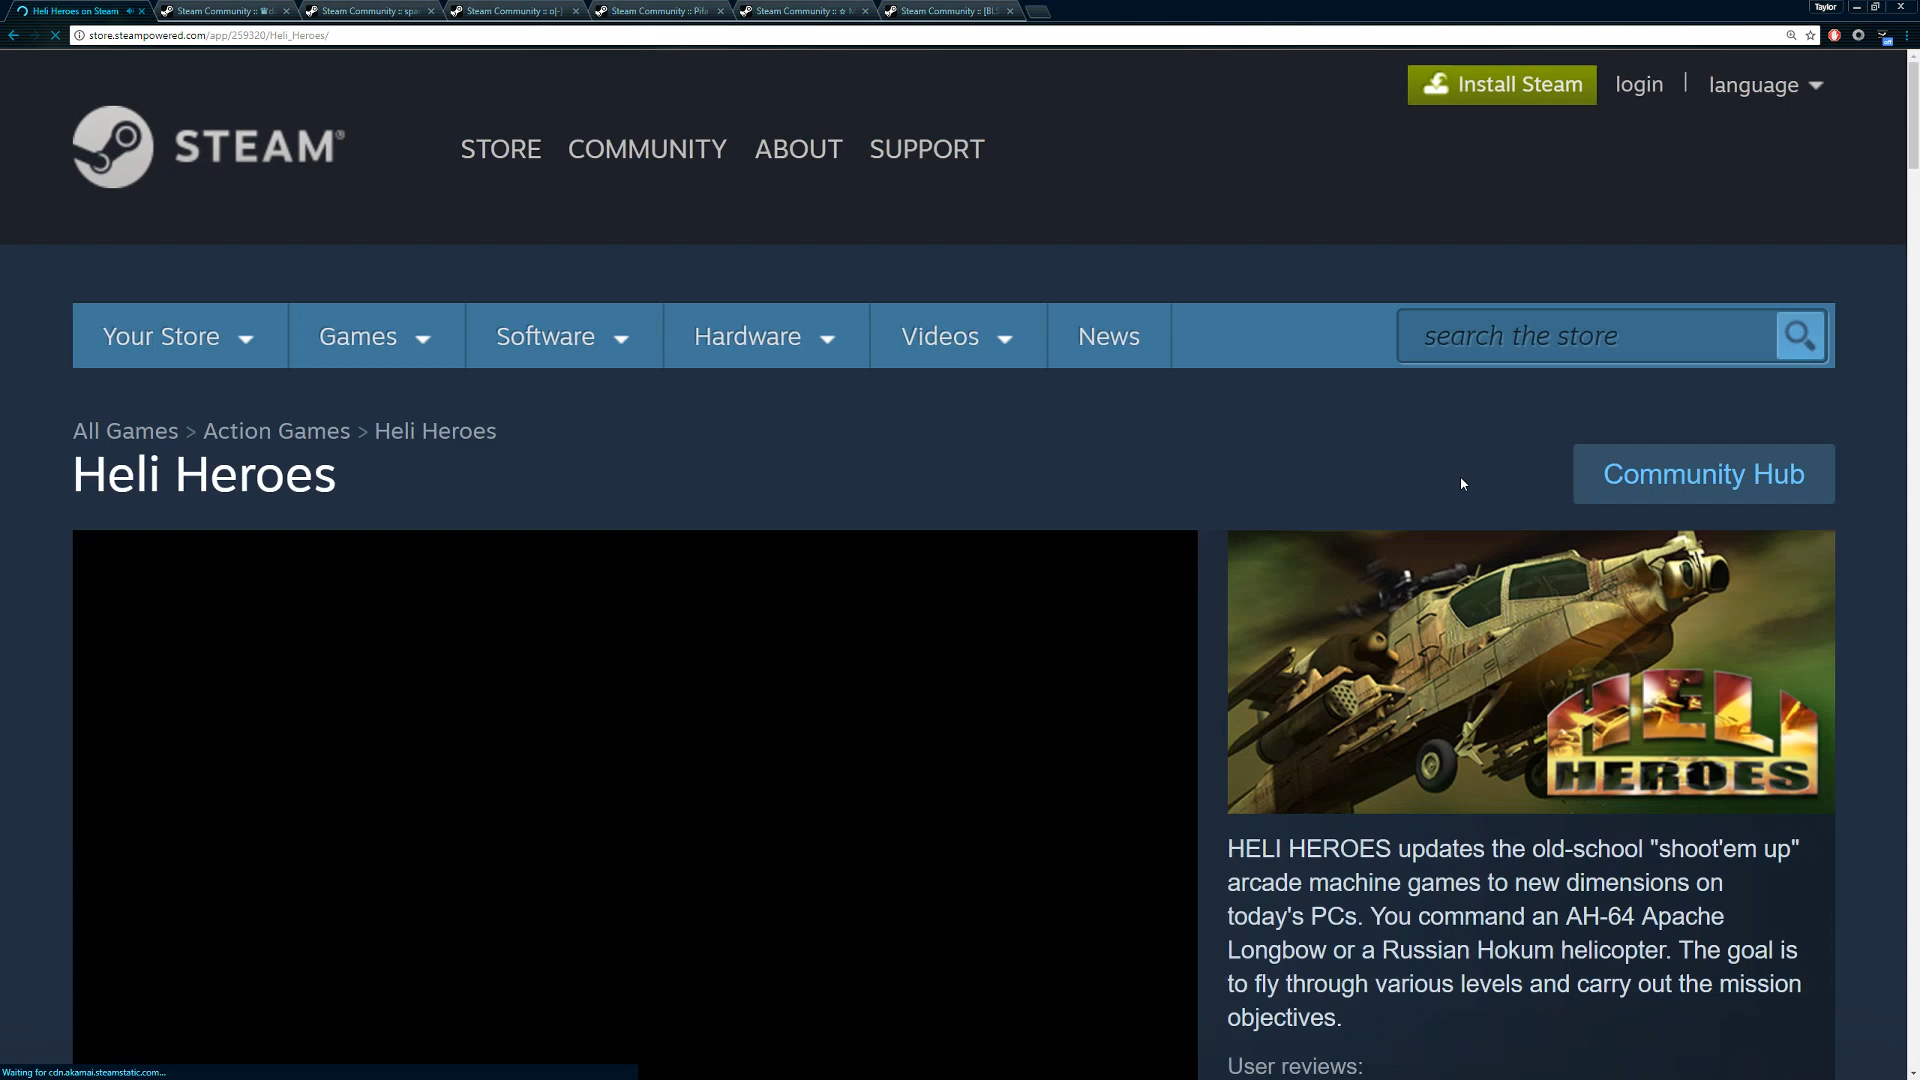 Heli Heroes on Steam
Steam Community ::
Steam Community :: spa
Steam Community :: o|-)
Steam Community :: Pifa
Steam Community :: ✩ M
Steam Community :: [BL
Taylor
store.steampowered.com/app/259320/Heli_Heroes/
Install Steam
login
language
STEAM®
STORE
COMMUNITY
ABOUT
SUPPORT
Your Store
Games
Software
Hardware
Videos
News
search the store
All Games > Action Games > Heli Heroes
Heli Heroes
Community Hub
HELI
HEROES
HELI HEROES updates the old-school "shoot'em up"
arcade machine games to new dimensions on
today's PCs. You command an AH-64 Apache
Longbow or a Russian Hokum helicopter. The goal is
to fly through various levels and carry out the mission
objectives.
User reviews:
Waiting for cdn.akamai.steamstatic.com...